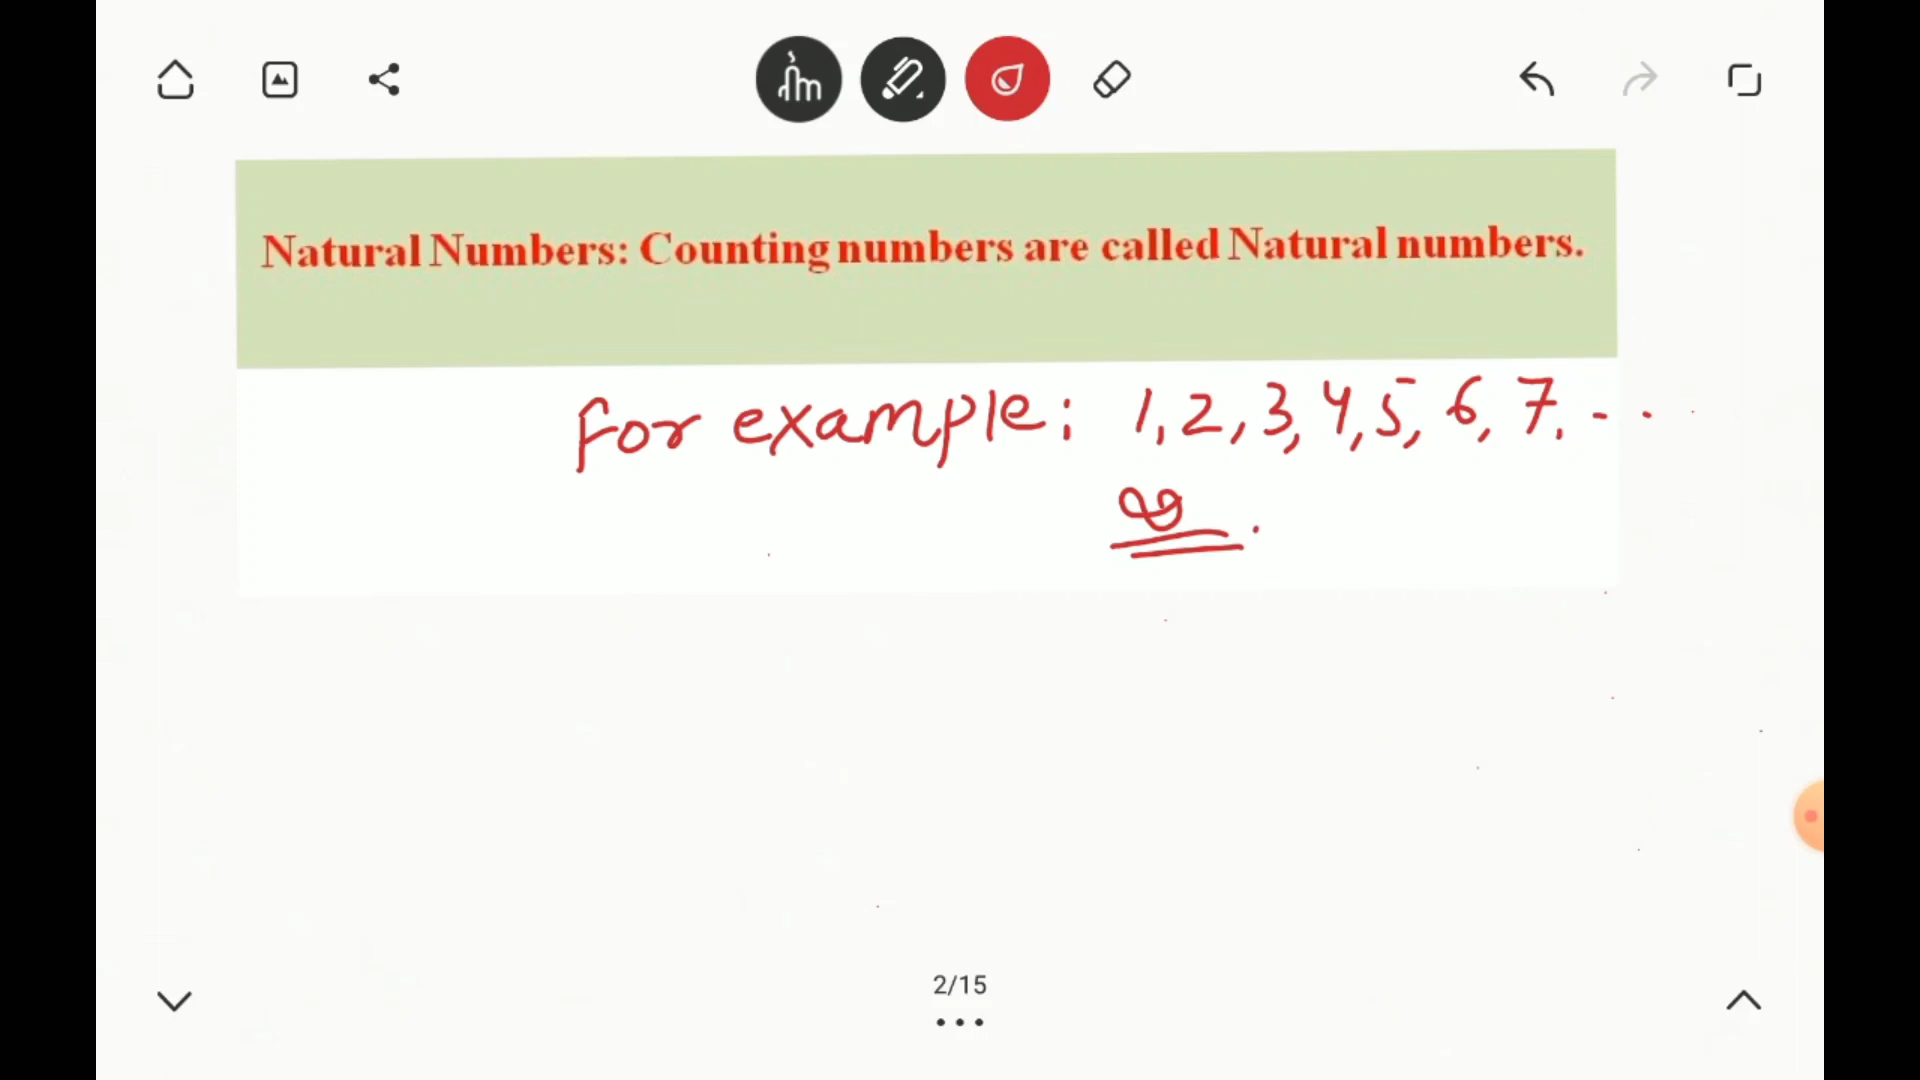 Natural Numbers: Counting numbers are called Natural numbers.
For example: 1, 2, 3, 4, 5, 6, 7, . . .
∞.
2/15